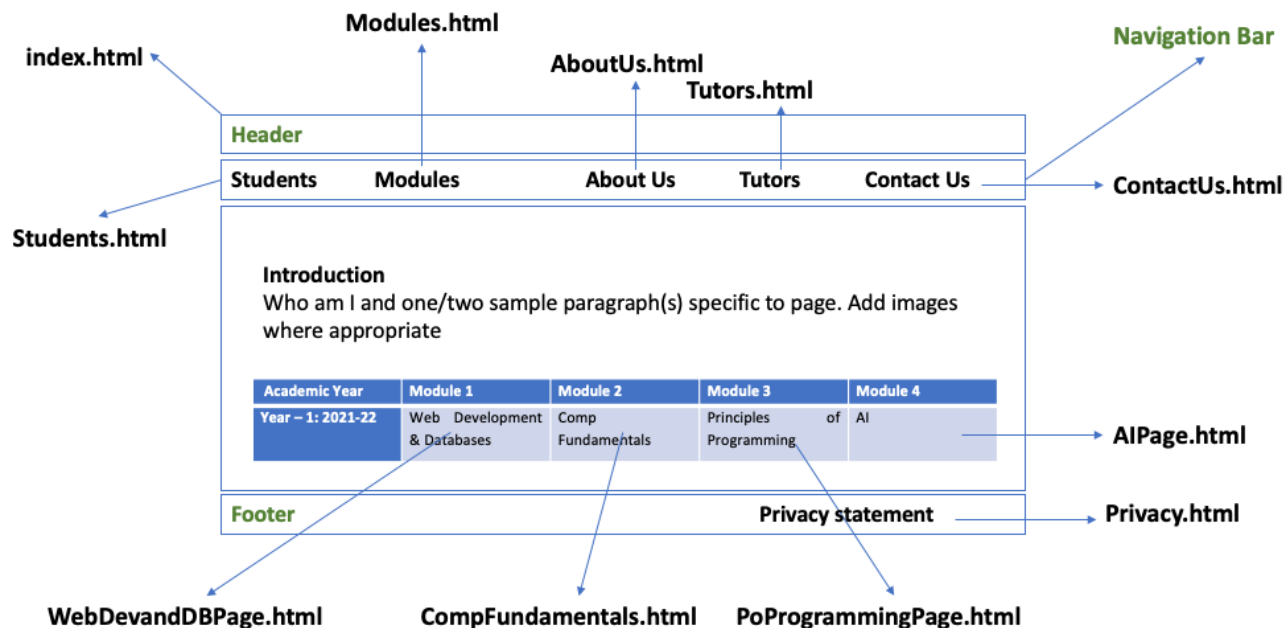 Modules.html
index.html
Navigation Bar
AboutUs.html
Tutors.html
Header
Students Modules About Us Tutors Contact Us
ContactUs.html
Students.html
Introduction
Who am I and one/two sample paragraph(s) specific to page. Add images
where appropriate
Academic Year Module 1 Module 2 Module 3 Module 4
Year – 1: 2021-22 Web Development Comp Principles of AI
& Databases Fundamentals Programming
AIPage.html
Footer Privacy statement
Privacy.html
WebDevandDBPage.html CompFundamentals.html PoProgrammingPage.html